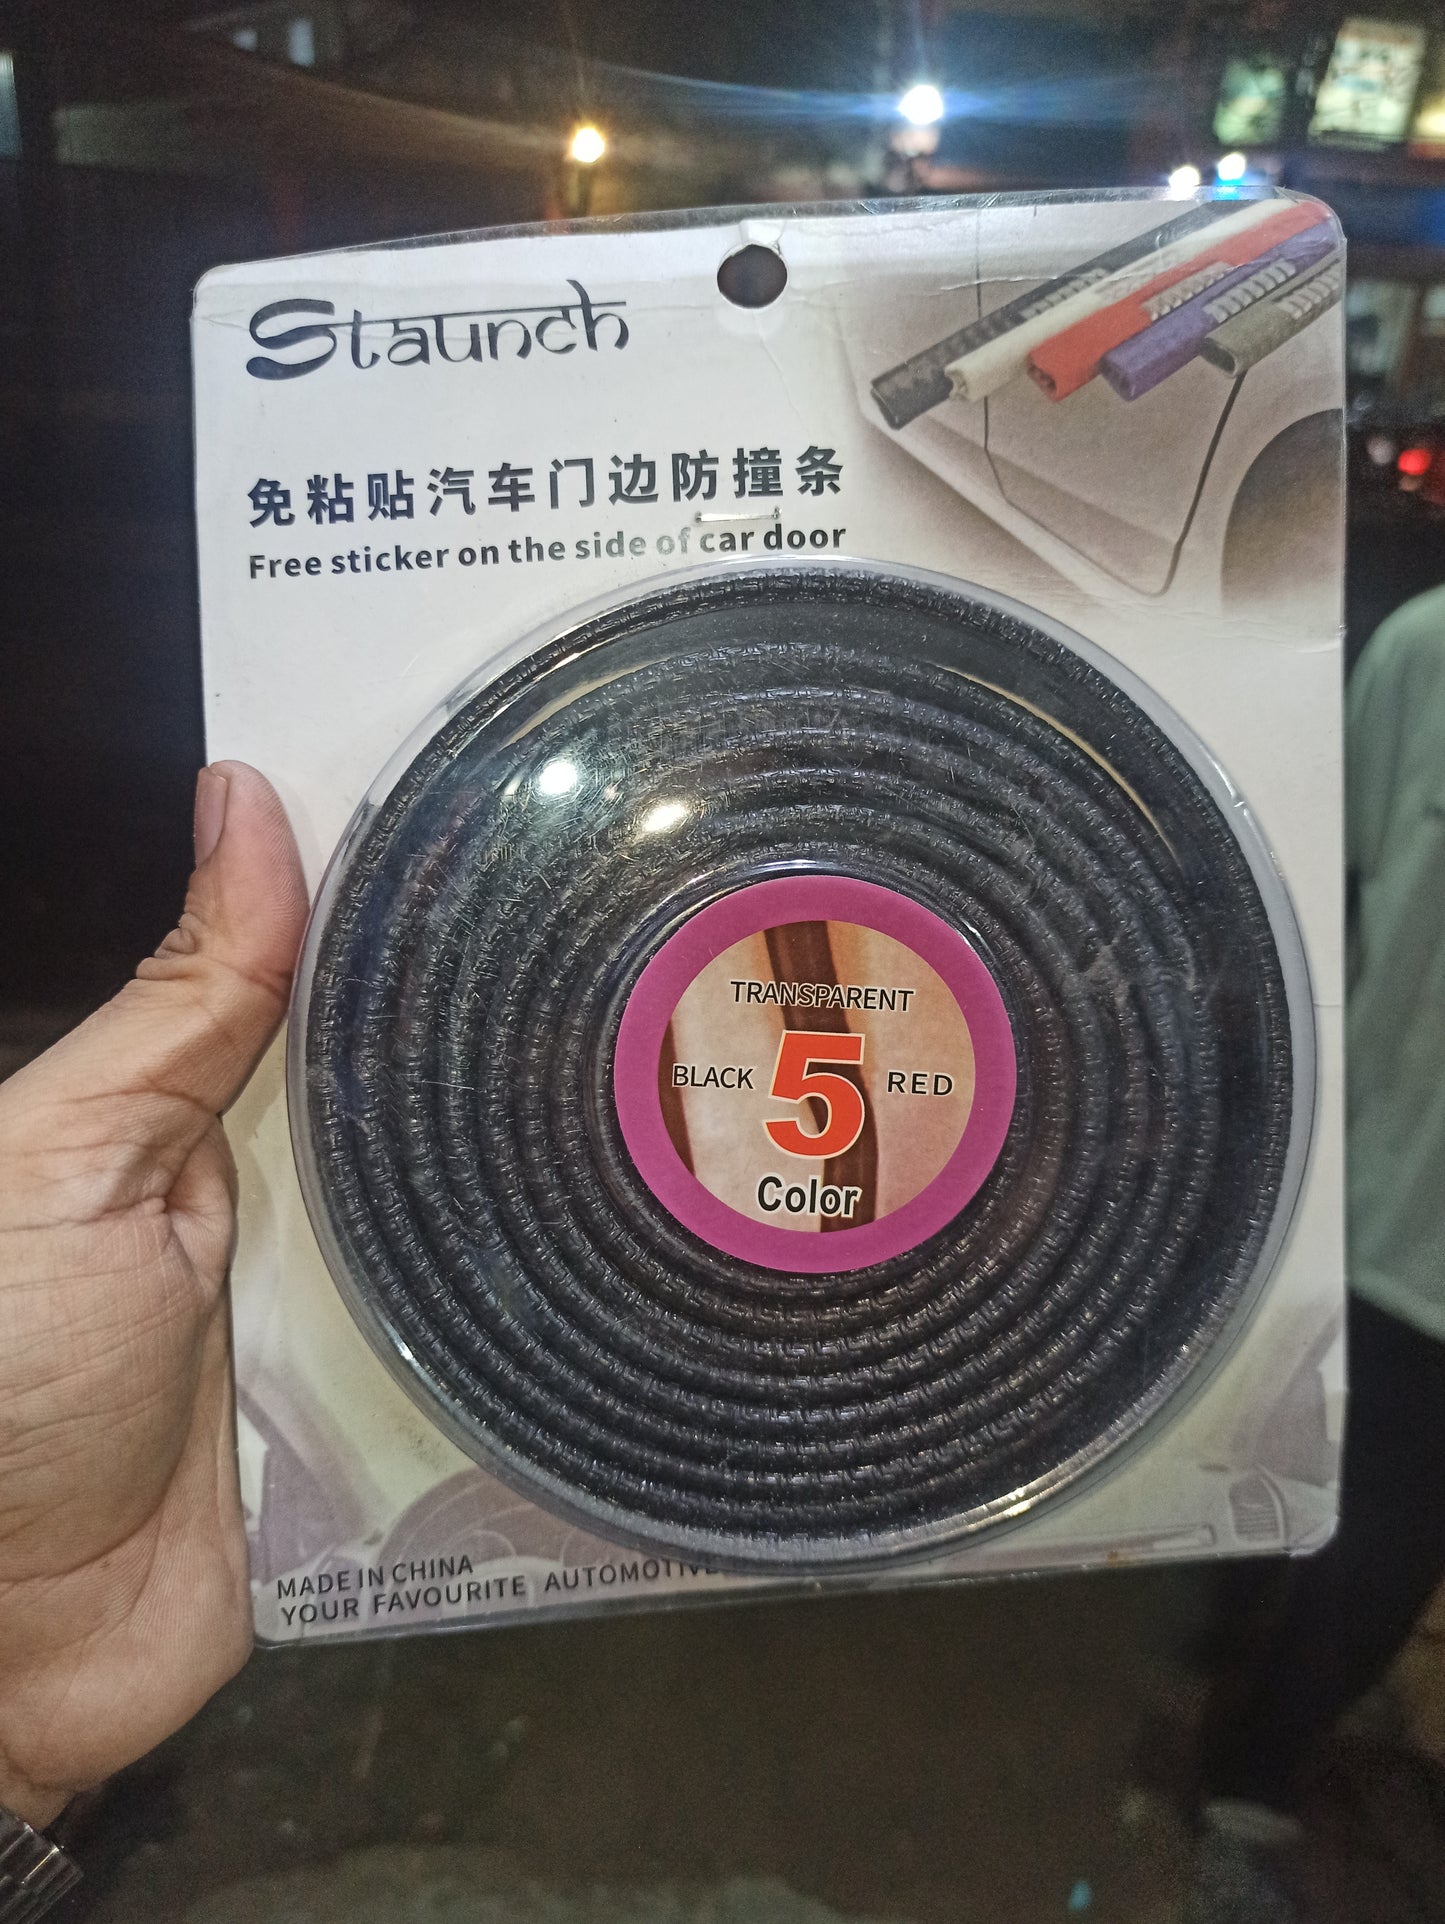 Staunch
免粘贴汽车门边防撞条
Free sticker on the side of car door
TRANSPARENT
BLACK 5 RED
Color
MADE IN CHINA
YOUR FAVOURITE AUTOMOTIVE